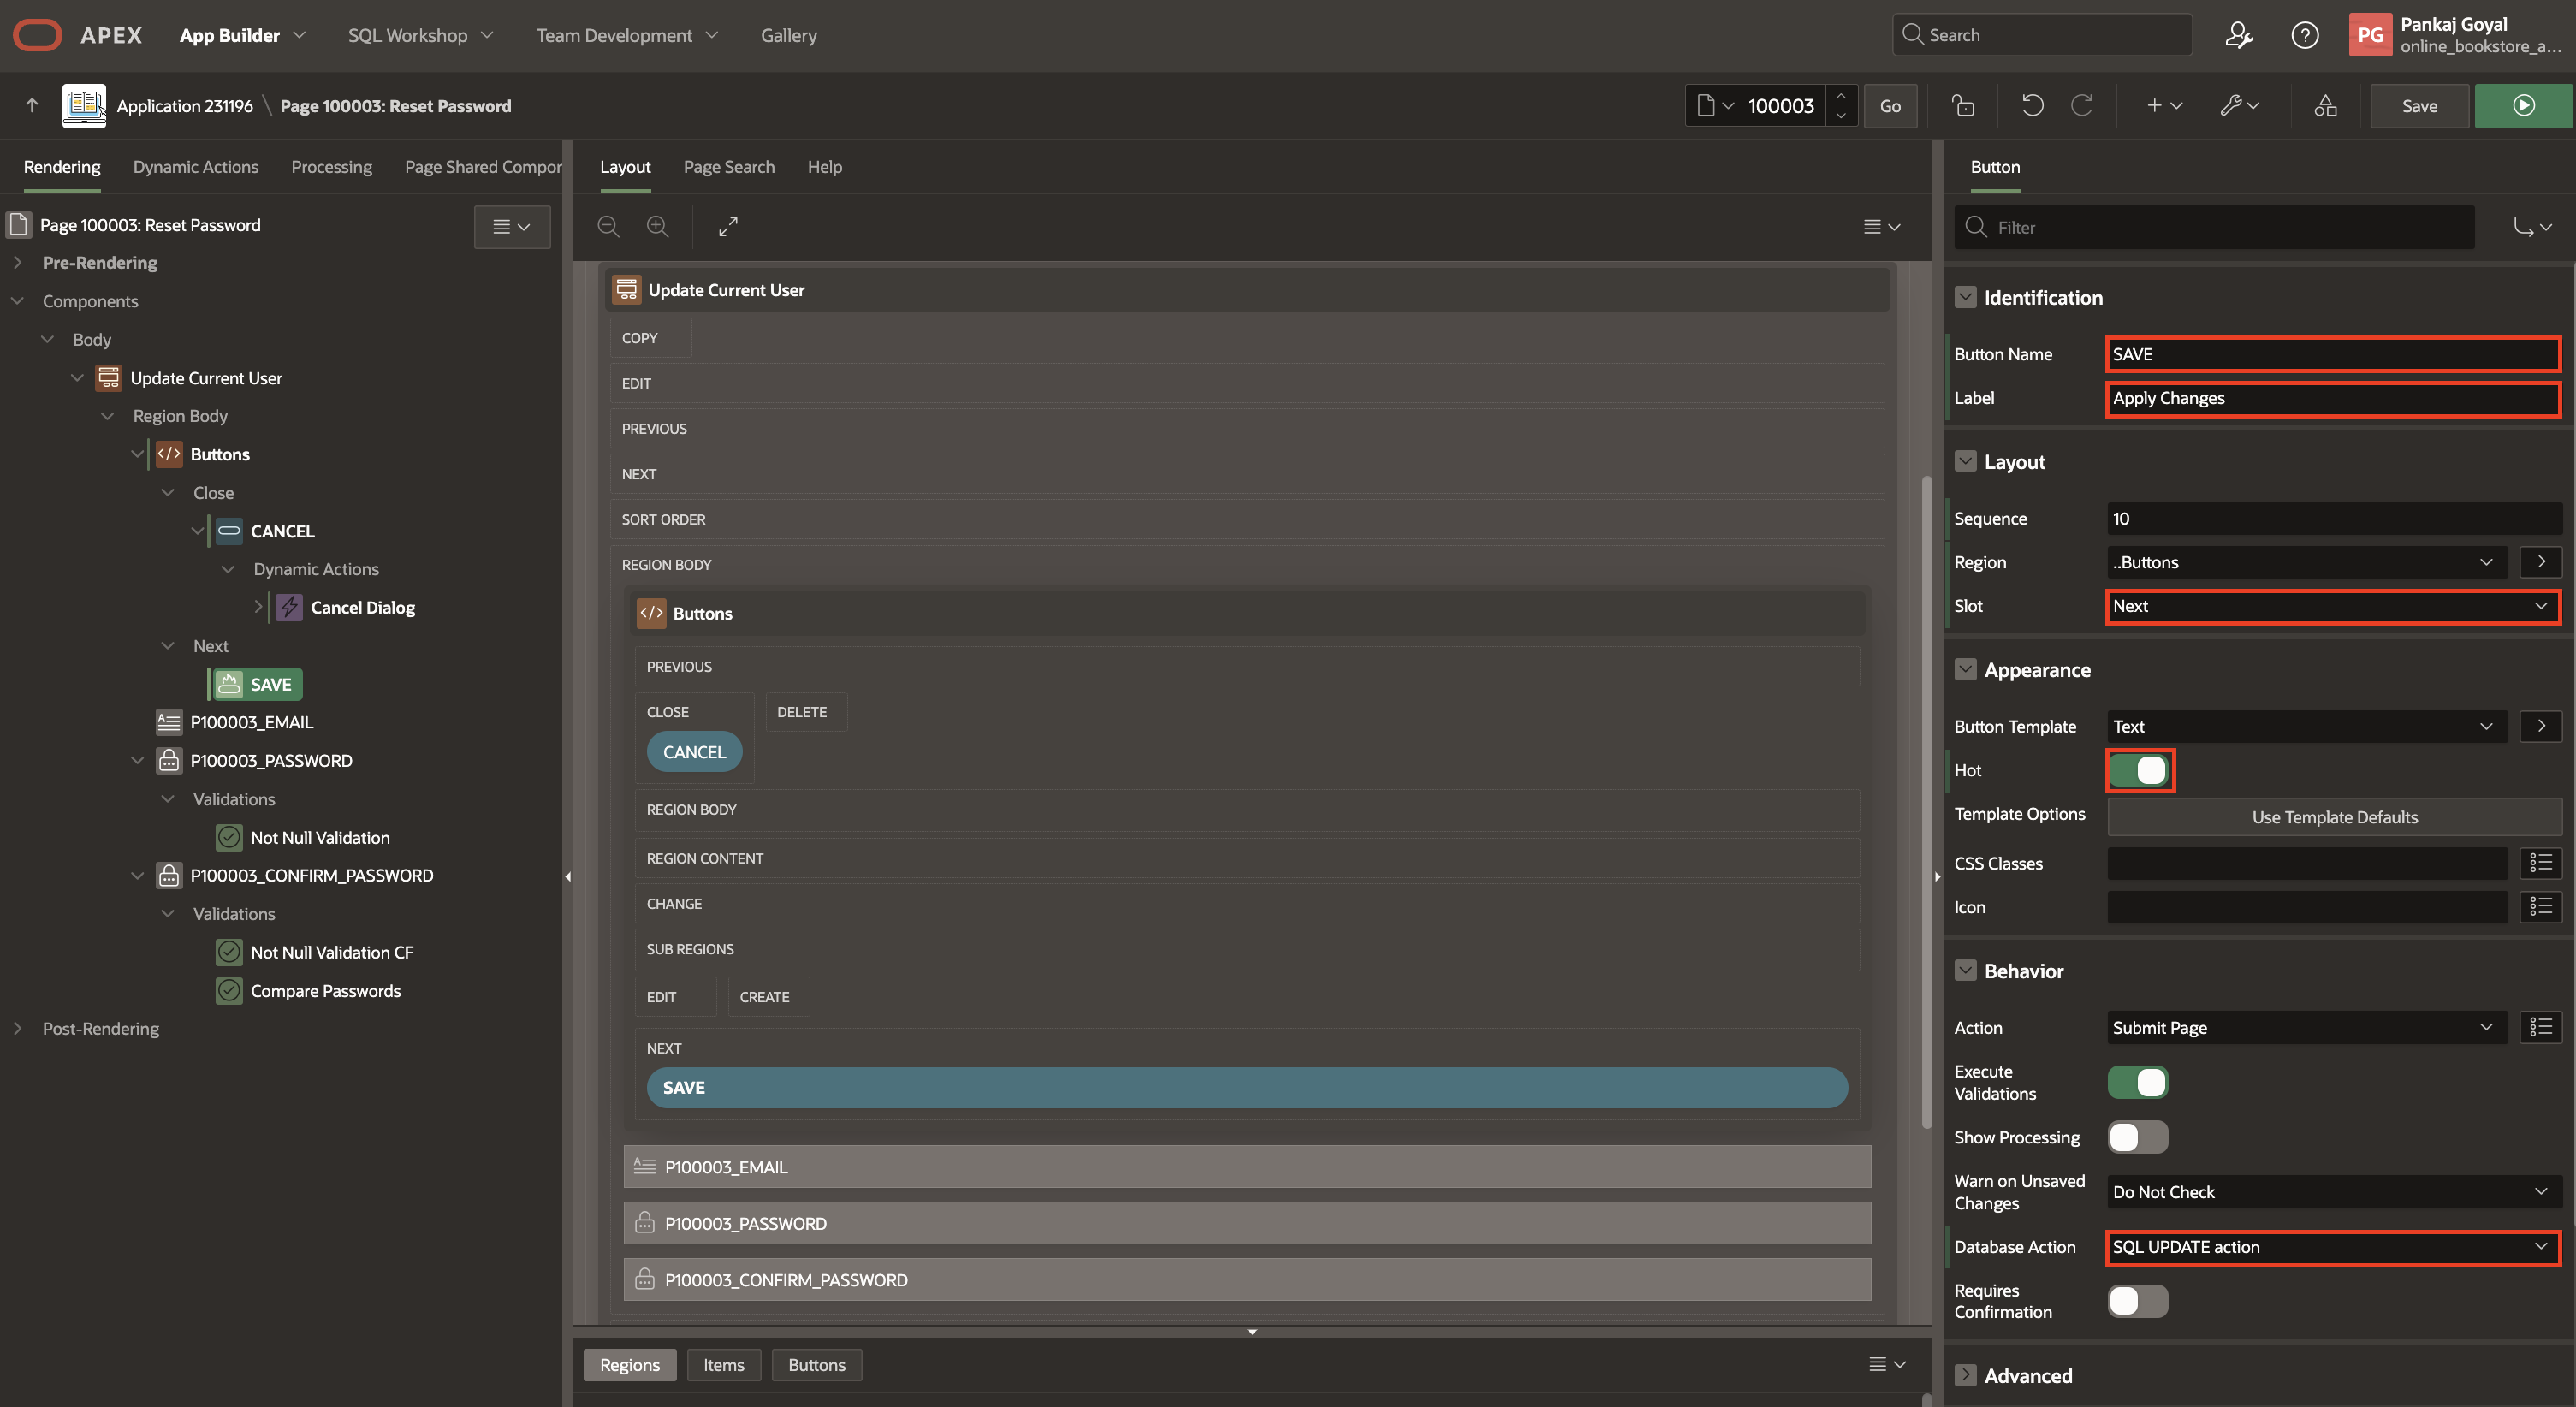 APEX App Builder SQL Workshop Team Development Gallery Search PG Pankaj Goyal
online_bookstore_a...
Application 231196 \ Page 100003: Reset Password 100003 Go Save
Rendering Dynamic Actions Processing Page Shared Compor
Page 100003: Reset Password
Pre-Rendering
Components
Body
Update Current User
Region Body
Buttons
Close
CANCEL
Dynamic Actions
Cancel Dialog
Next
SAVE
P100003_EMAIL
P100003_PASSWORD
Validations
Not Null Validation
P100003_CONFIRM_PASSWORD
Validations
Not Null Validation CF
Compare Passwords
Post-Rendering
Layout Page Search Help
Update Current User
COPY
EDIT
PREVIOUS
NEXT
SORT ORDER
REGION BODY
Buttons
PREVIOUS
CLOSE DELETE
CANCEL
REGION BODY
REGION CONTENT
CHANGE
SUB REGIONS
EDIT CREATE
NEXT
SAVE
P100003_EMAIL
P100003_PASSWORD
P100003_CONFIRM_PASSWORD
Regions Items Buttons
Button
Filter
Identification
Button Name SAVE
Label Apply Changes
Layout
Sequence 10
Region ..Buttons
Slot Next
Appearance
Button Template Text
Hot
Template Options Use Template Defaults
CSS Classes
Icon
Behavior
Action Submit Page
Execute
Validations
Show Processing
Warn on Unsaved
Changes Do Not Check
Database Action SQL UPDATE action
Requires
Confirmation
Advanced